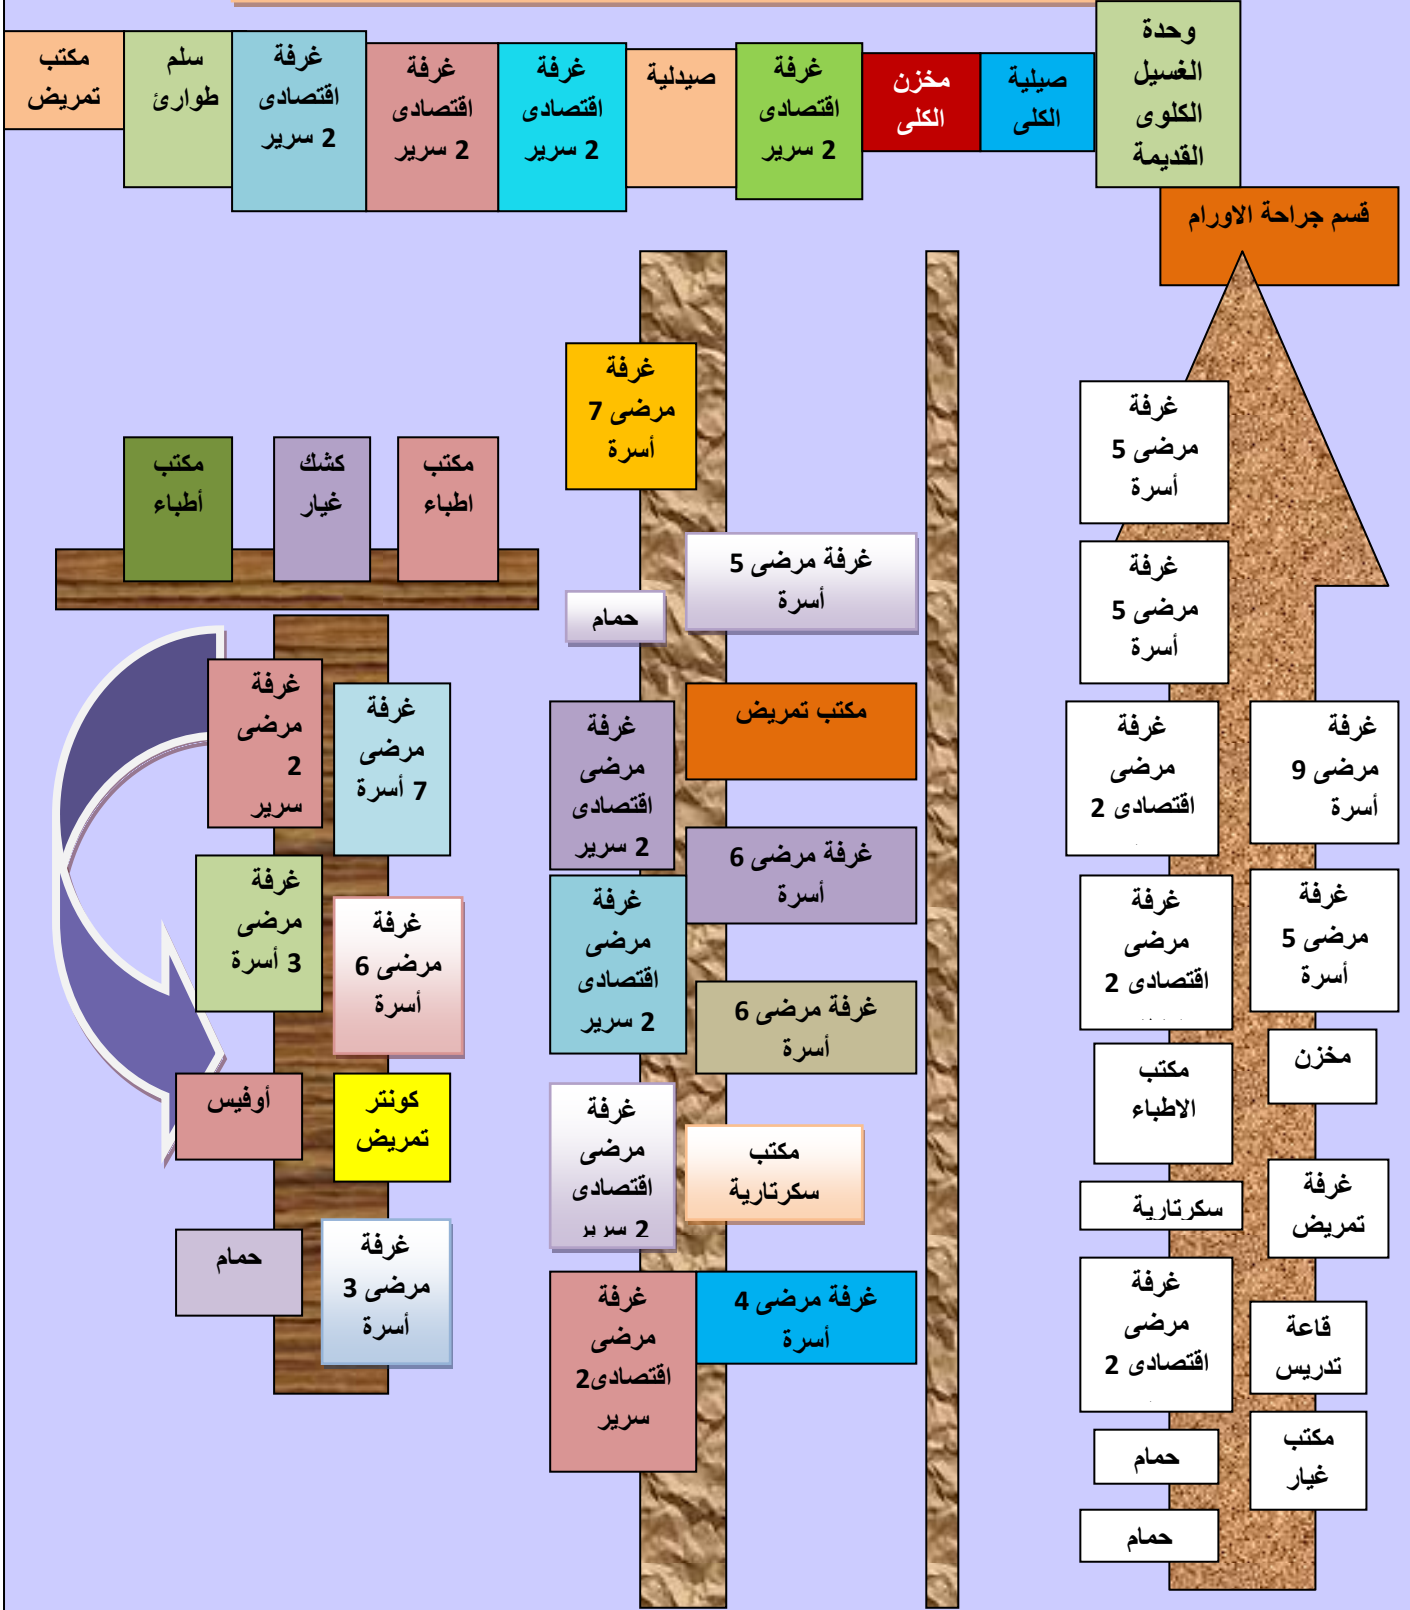 وحدة
الغسيل
الكلوى
القديمة
صيلية
الكلى
مخزن
الكلى
غرفة
اقتصادى
2 سرير
صيدلية
غرفة
اقتصادى
2 سرير
غرفة
اقتصادى
2 سرير
غرفة
اقتصادى
2 سرير
سلم
طوارئ
مكتب
تمريض
قسم جراحة الاورام
غرفة
مرضى 5
أسرة
غرفة
مرضى 5
أسرة
غرفة
مرضى 9
أسرة
غرفة
مرضى
اقتصادى 2
غرفة
مرضى 5
أسرة
غرفة
مرضى
اقتصادى 2
مخزن
مكتب
الاطباء
غرفة
تمريض
سكرتارية
قاعة
تدريس
غرفة
مرضى
اقتصادى 2
مكتب
غيار
حمام
حمام
غرفة
مرضى 7
أسرة
غرفة مرضى 5
أسرة
حمام
مكتب تمريض
غرفة
مرضى
اقتصادى
2 سرير
غرفة مرضى 6
أسرة
غرفة
مرضى
اقتصادى
2 سرير
غرفة مرضى 6
أسرة
غرفة
مرضى
اقتصادى
2 سرير
مكتب
سكرتارية
غرفة مرضى 4
أسرة
غرفة
مرضى
اقتصادى2
سرير
مكتب
اطباء
كشك
غيار
مكتب
أطباء
غرفة
مرضى
7 أسرة
غرفة
مرضى
2
سرير
غرفة
مرضى 6
أسرة
غرفة
مرضى
3 أسرة
كونتر
تمريض
أوفيس
غرفة
مرضى 3
أسرة
حمام